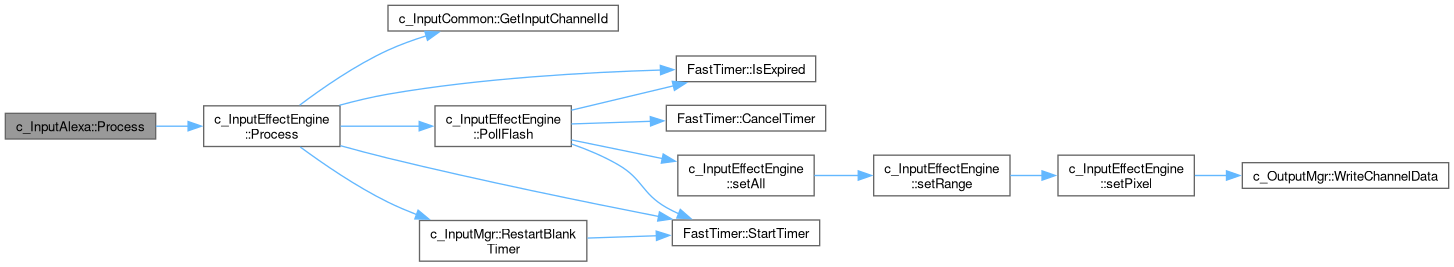 c_InputAlexa::Process
c_InputEffectEngine
::Process
c_InputCommon::GetInputChannelId
FastTimer::IsExpired
c_InputEffectEngine
::PollFlash
FastTimer::CancelTimer
c_InputEffectEngine
::setAll
c_InputEffectEngine
::setRange
c_InputEffectEngine
::setPixel
c_OutputMgr::WriteChannelData
c_InputMgr::RestartBlank
Timer
FastTimer::StartTimer